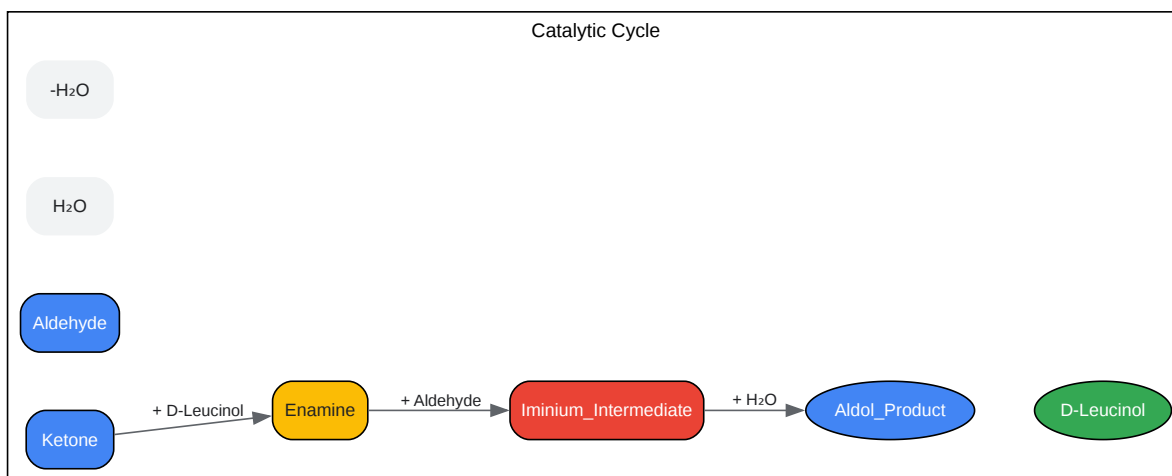 Catalytic Cycle
-H₂O
H₂O
Aldehyde
Ketone
+ D-Leucinol
Enamine
+ Aldehyde
Iminium_Intermediate
+ H₂O
Aldol_Product
D-Leucinol